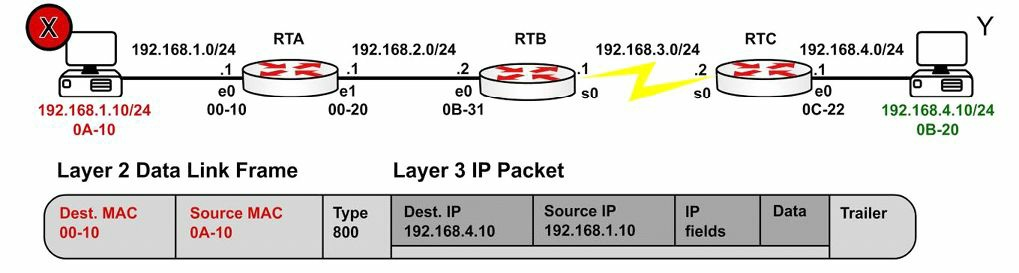 X
Y
RTA
RTB
RTC
192.168.1.0/24
192.168.2.0/24
192.168.3.0/24
192.168.4.0/24
.1
.1
.2
.1
.2
.1
e0
e1
e0
s0
s0
e0
192.168.1.10/24
00-10
00-20
0B-31
0C-22
192.168.4.10/24
0A-10
0B-20
Layer 2 Data Link Frame
Layer 3 IP Packet
Dest. MAC
00-10
Source MAC
0A-10
Type
800
Dest. IP
192.168.4.10
Source IP
192.168.1.10
IP
fields
Data
Trailer